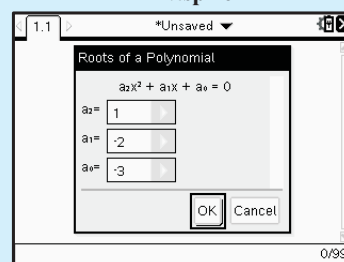 1.1 *Unsaved
Roots of a Polynomial
a₂x² + a₁x + a₀ = 0
a₂= 1
a₁= -2
a₀= -3
OK Cancel
0/99